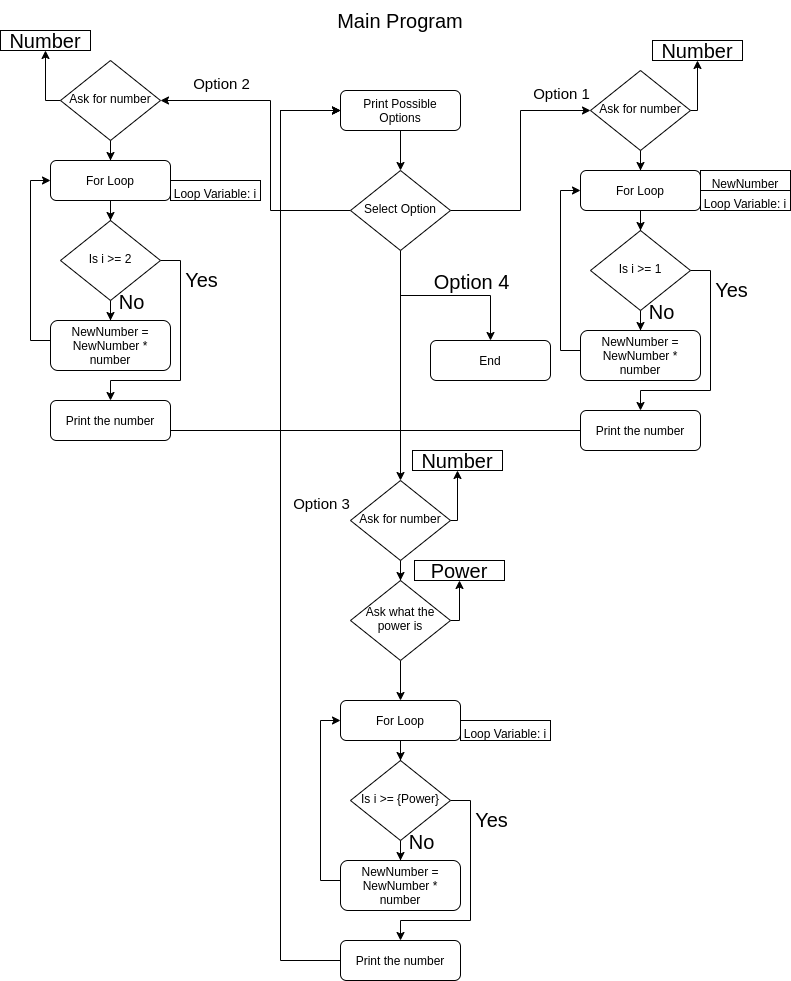 Main Program
Number
Ask for number
Option 2
For Loop
Loop Variable: i
Is i >= 2
Yes
No
NewNumber =
NewNumber *
number
Print the number
Print Possible
Options
Select Option
Option 4
End
Option 1
Number
Ask for number
For Loop
NewNumber
Loop Variable: i
Is i >= 1
Yes
No
NewNumber =
NewNumber *
number
Print the number
Number
Option 3
Ask for number
Power
Ask what the
power is
For Loop
Loop Variable: i
Is i >= {Power}
Yes
No
NewNumber =
NewNumber *
number
Print the number